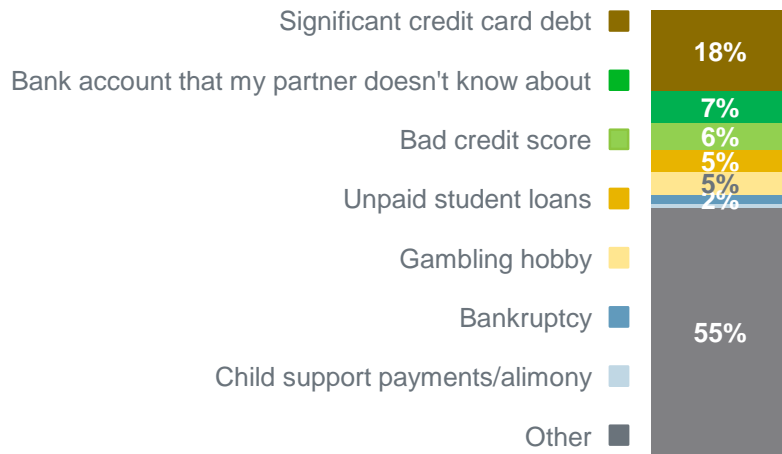 Significant credit card debt
18%
Bank account that my partner doesn't know about
7%
Bad credit score
6%
5%
Unpaid student loans
5%
2%
Gambling hobby
Bankruptcy
55%
Child support payments/alimony
Other